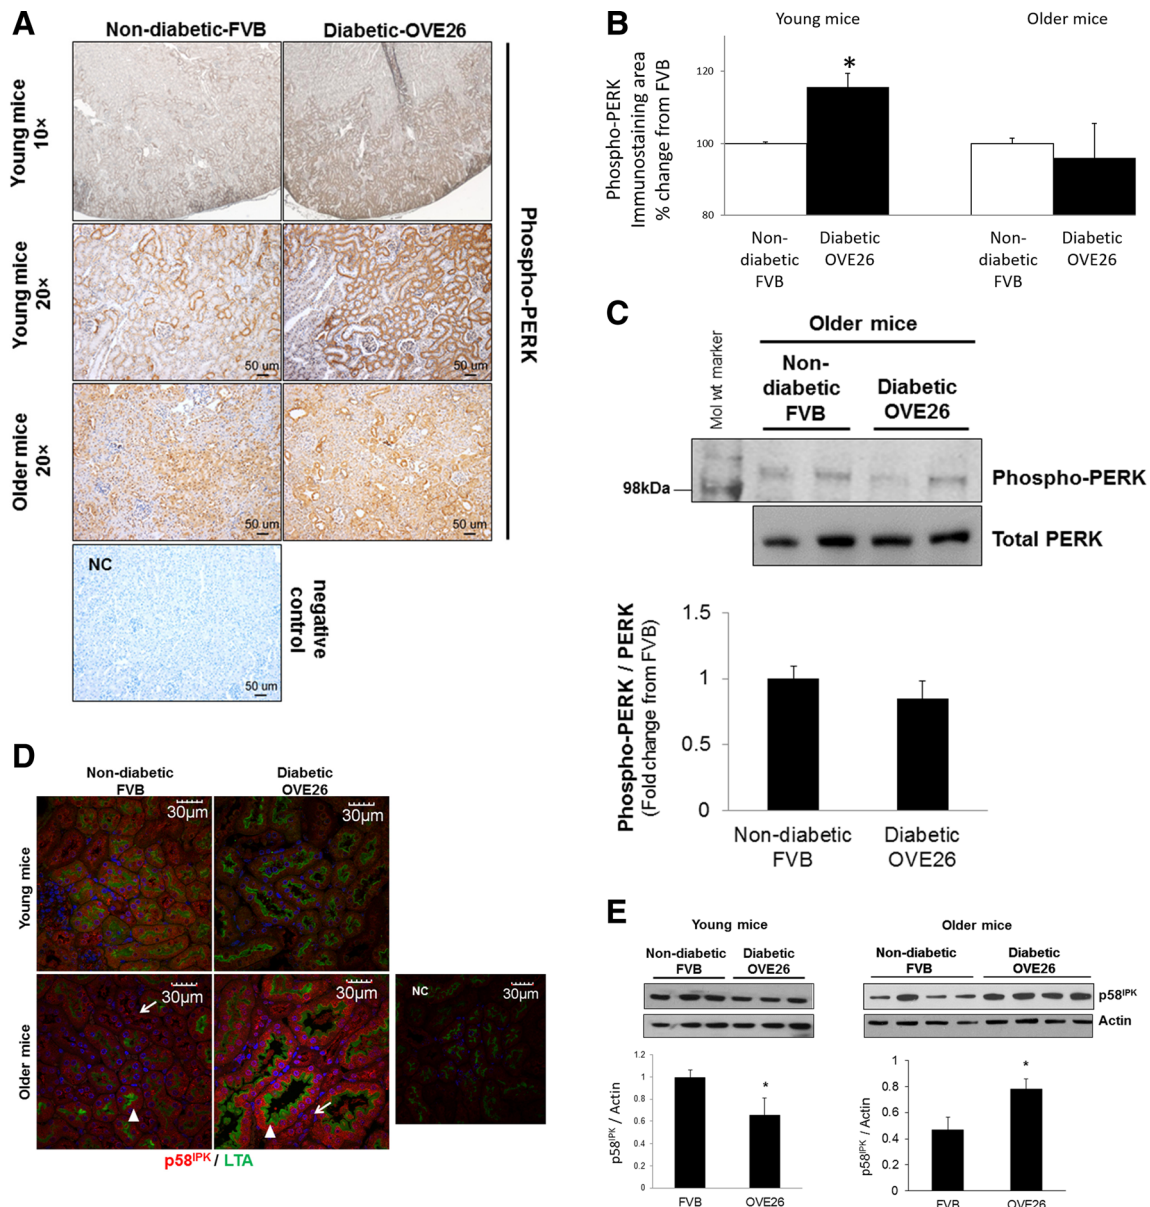 A
Non-diabetic-FVB
Diabetic-OVE26
Young mice
10×
Young mice
20×
50 um
50 um
Older mice
20×
50 um
50 um
Phospho-PERK
NC
50 um
negative
control
B
Young mice
Older mice
Phospho-PERK
Immunostaining area
% change from FVB
120
100
80
*
Non-
diabetic
FVB
Diabetic
OVE26
Non-
diabetic
FVB
Diabetic
OVE26
C
Older mice
Mol wt marker
Non-
diabetic
FVB
Diabetic
OVE26
98kDa
Phospho-PERK
Total PERK
Phospho-PERK / PERK
(Fold change from FVB)
1.5
1
0.5
0
Non-diabetic
FVB
Diabetic
OVE26
D
Non-diabetic
FVB
Diabetic
OVE26
Young mice
30µm
30µm
Older mice
30µm
30µm
NC
30µm
p58IPK / LTA
E
Young mice
Older mice
Non-diabetic
FVB
Diabetic
OVE26
Non-diabetic
FVB
Diabetic
OVE26
p58IPK
Actin
p58IPK / Actin
1.2
1
0.8
0.6
0.4
0.2
0
*
FVB
OVE26
p58IPK / Actin
1
0.8
0.6
0.4
0.2
0
*
FVB
OVE26